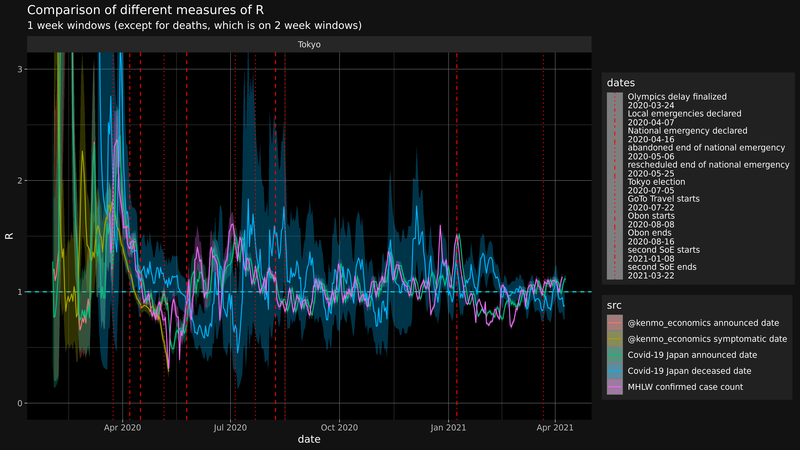 Comparison of different measures of R
1 week windows (except for deaths, which is on 2 week windows)
Tokyo
3
2
1
0
R
Apr 2020
Jul 2020
Oct 2020
Jan 2021
Apr 2021
date
dates
Olympics delay finalized
2020-03-24
Local emergencies declared
2020-04-07
National emergency declared
2020-04-16
abandoned end of national emergency
2020-05-06
rescheduled end of national emergency
2020-05-25
Tokyo election
2020-07-05
GoTo Travel starts
2020-07-22
Obon starts
2020-08-08
Obon ends
2020-08-16
second SoE starts
2021-01-08
second SoE ends
2021-03-22
src
@kenmo_economics announced date
@kenmo_economics symptomatic date
Covid-19 Japan announced date
Covid-19 Japan deceased date
MHLW confirmed case count